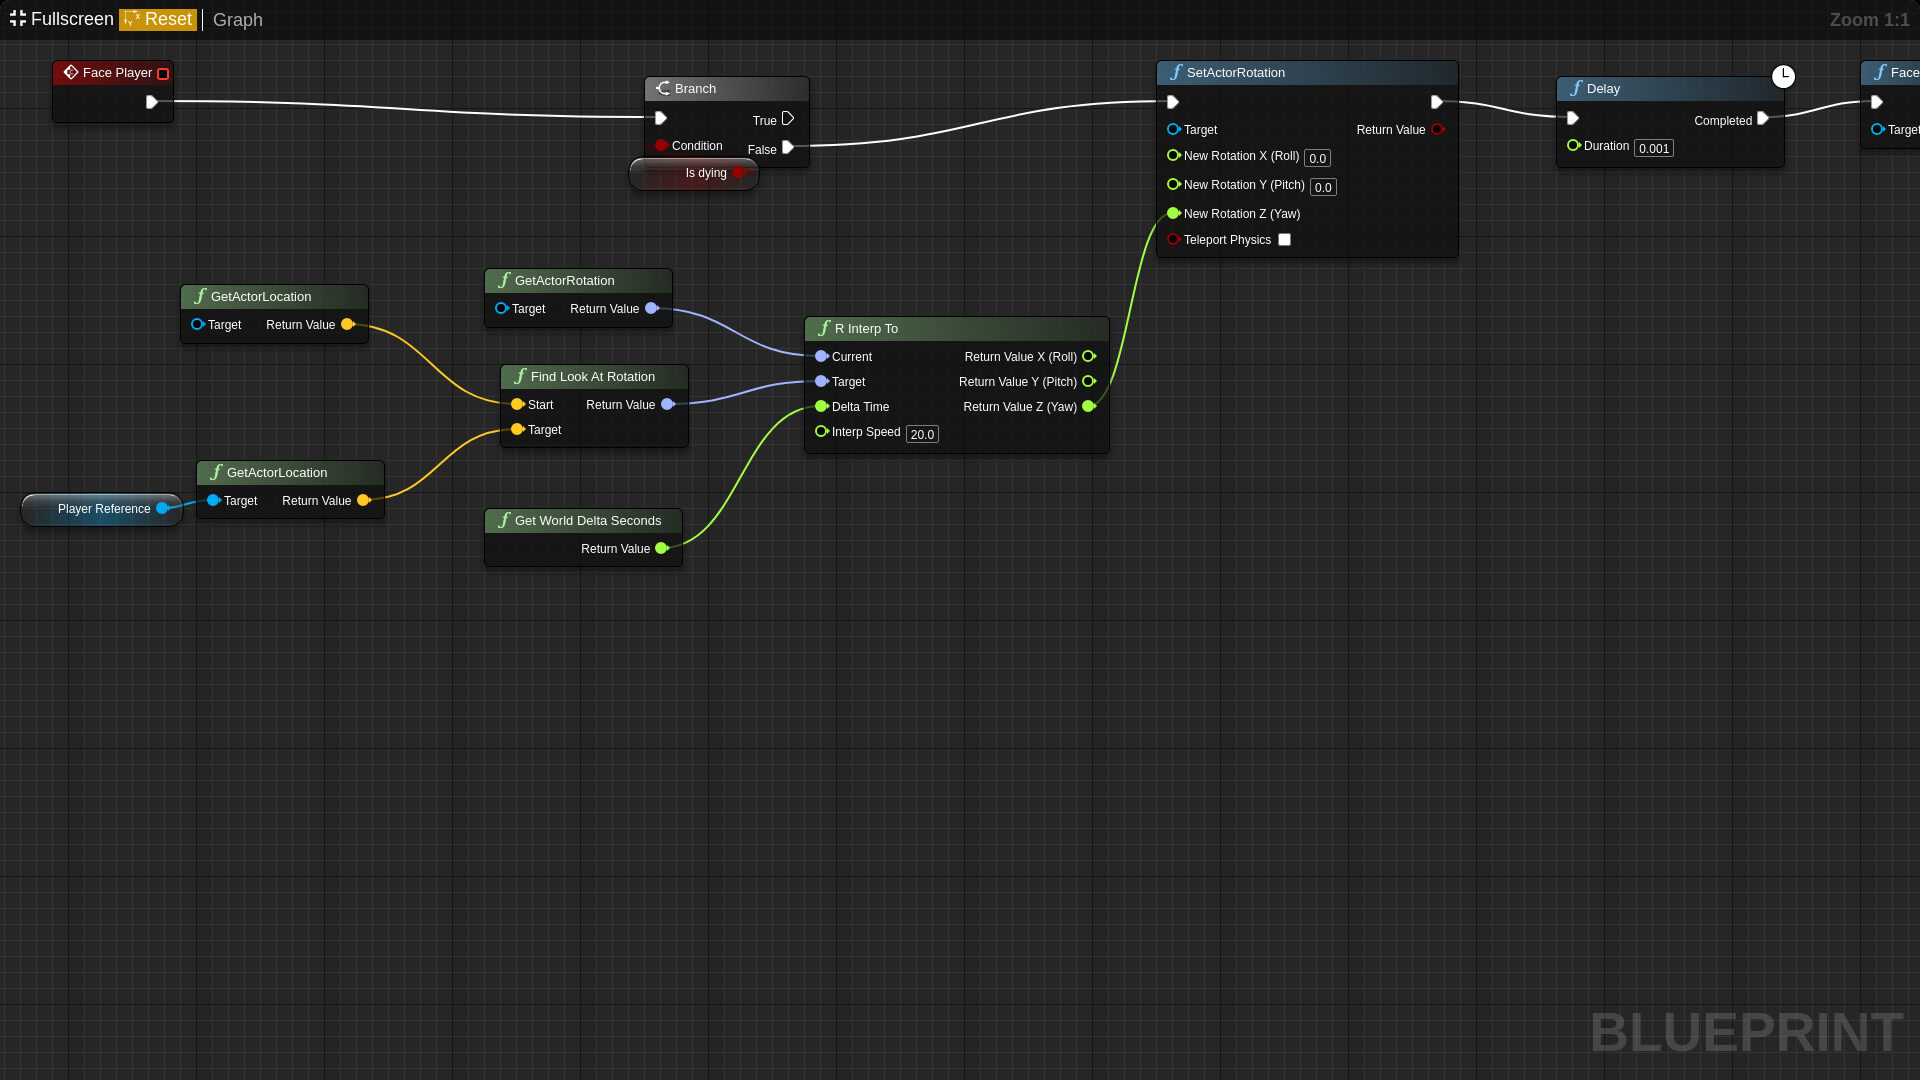 Fullscreen Reset Graph Zoom 1:1
Face Player
Branch
True
Condition
False
Is dying
SetActorRotation
Target
Return Value
New Rotation X (Roll) 0.0
New Rotation Y (Pitch) 0.0
New Rotation Z (Yaw)
Teleport Physics
Delay
Completed
Duration 0.001
Face
Target
GetActorLocation
Target Return Value
GetActorRotation
Target Return Value
Find Look At Rotation
Start Return Value
Target
R Interp To
Current Return Value X (Roll)
Target Return Value Y (Pitch)
Delta Time Return Value Z (Yaw)
Interp Speed 20.0
GetActorLocation
Target Return Value
Player Reference
Get World Delta Seconds
Return Value
BLUEPRINT